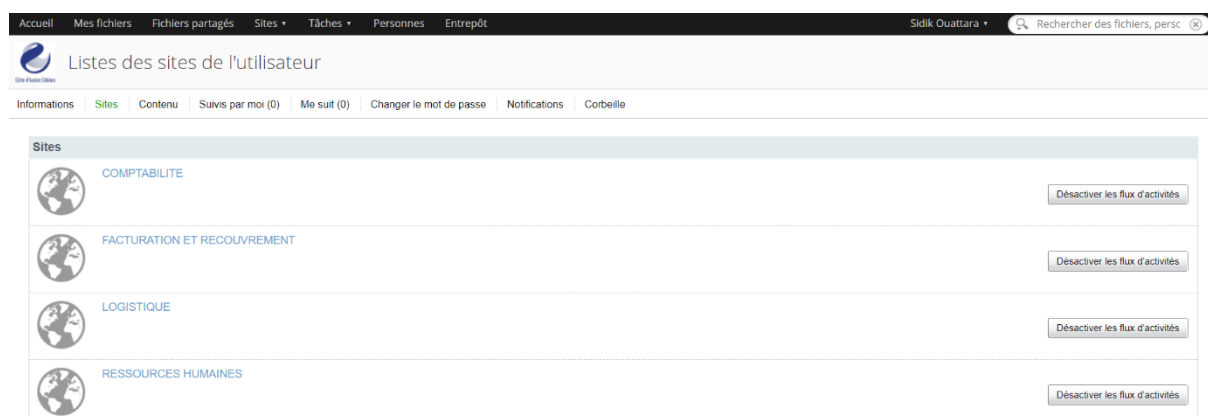 Accueil Mes fichiers Fichiers partagés Sites ▾ Tâches ▾ Personnes Entrepôt Sidik Ouattara ▾ Rechercher des fichiers, persc
Listes des sites de l'utilisateur
Côte d'Ivoire Câbles
Informations Sites Contenu Suivis par moi (0) Me suit (0) Changer le mot de passe Notifications Corbeille
Sites
COMPTABILITE
Désactiver les flux d'activités
FACTURATION ET RECOUVREMENT
Désactiver les flux d'activités
LOGISTIQUE
Désactiver les flux d'activités
RESSOURCES HUMAINES
Désactiver les flux d'activités